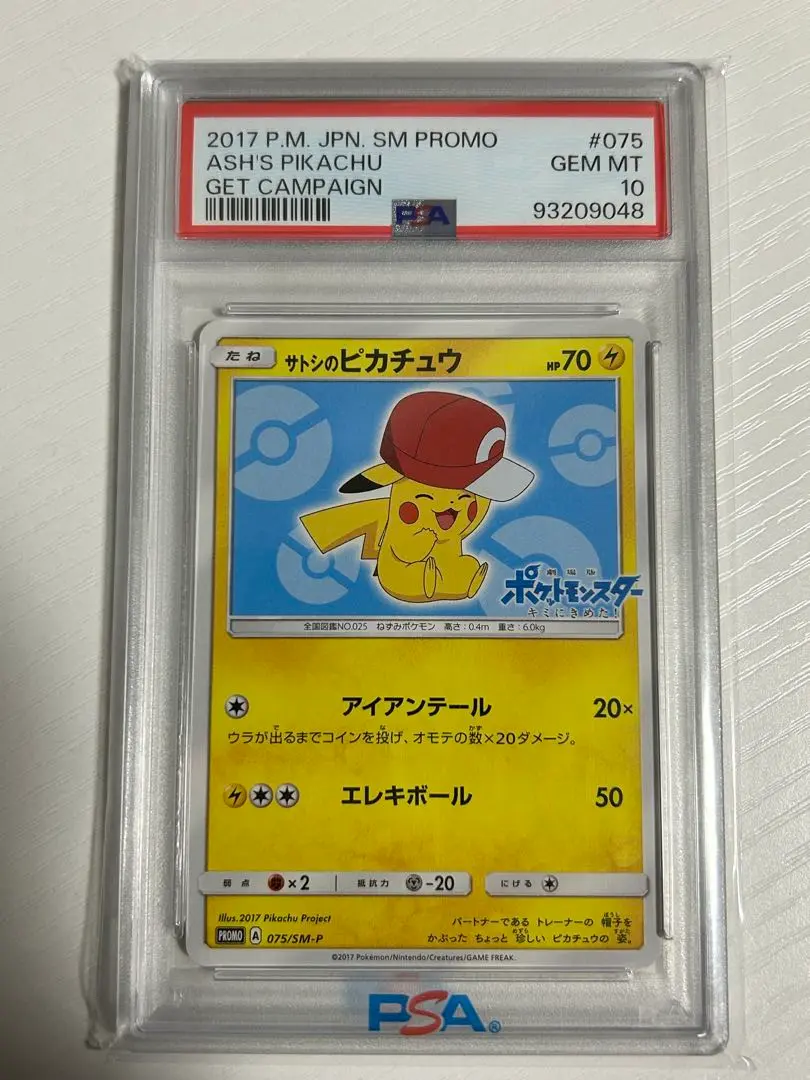 2017 P.M. JPN. SM PROMO #075
ASH'S PIKACHU GEM MT
GET CAMPAIGN 10
PSA 93209048
たね サトシのピカチュウ HP70
劇場版
ポケットモンスター
キミにきめた!
全国図鑑NO.025 ねずみポケモン 高さ:0.4m 重さ:6.0kg
アイアンテール 20×
ウラが出るまでコインを投げ、オモテの数×20ダメージ。
エレキボール 50
弱点 ×2 抵抗力 -20 にげる
Illus.2017 Pikachu Project
パートナーである トレーナーの 帽子を
PROMO A 075/SM-P かぶった ちょっと 珍しい ピカチュウの 姿。
©2017 Pokémon/Nintendo/Creatures/GAME FREAK.
PSA®